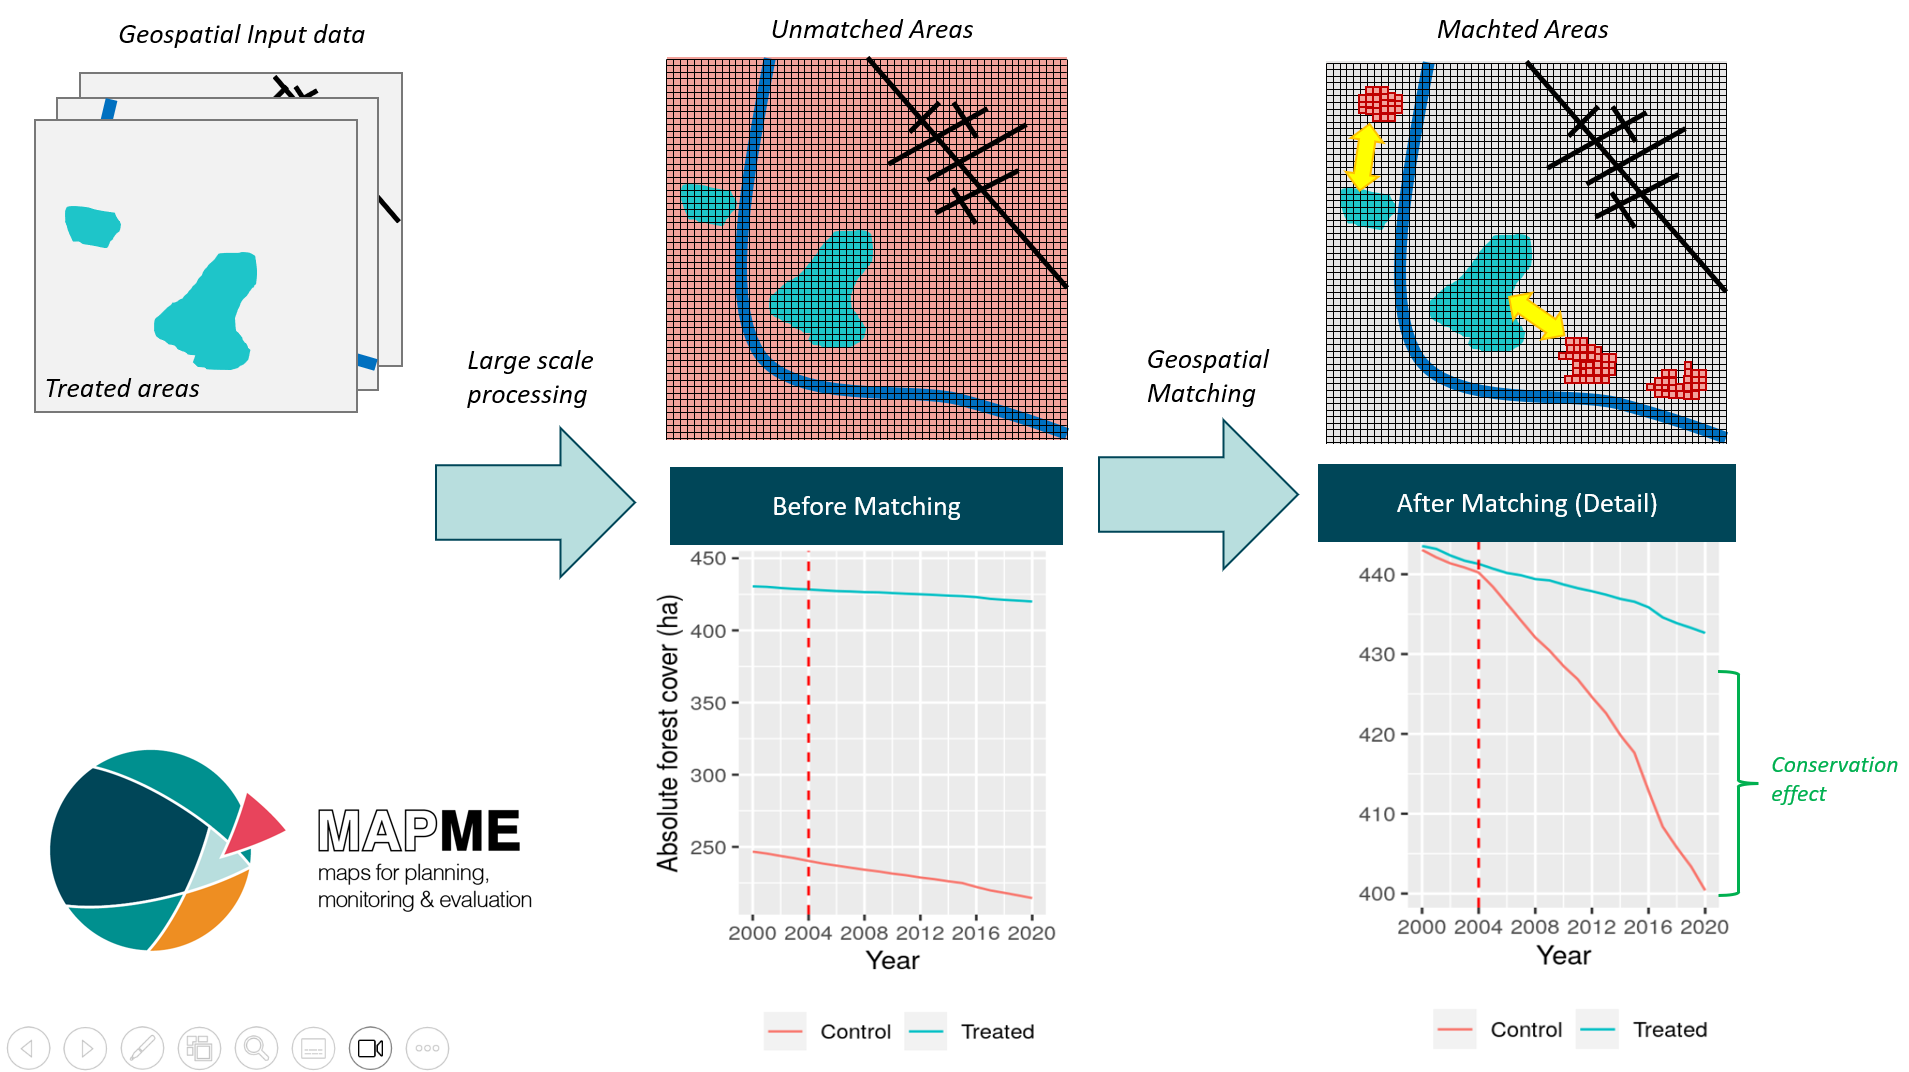 Geospatial Input data
Treated areas
Large scale
processing
Unmatched Areas
Before Matching
450
400
350
300
250
Absolute forest cover (ha)
2000 2004 2008 2012 2016 2020
Year
Control Treated
Geospatial
Matching
Machted Areas
After Matching (Detail)
440
430
420
410
400
2000 2004 2008 2012 2016 2020
Year
Control Treated
Conservation
effect
MAPME
maps for planning,
monitoring & evaluation